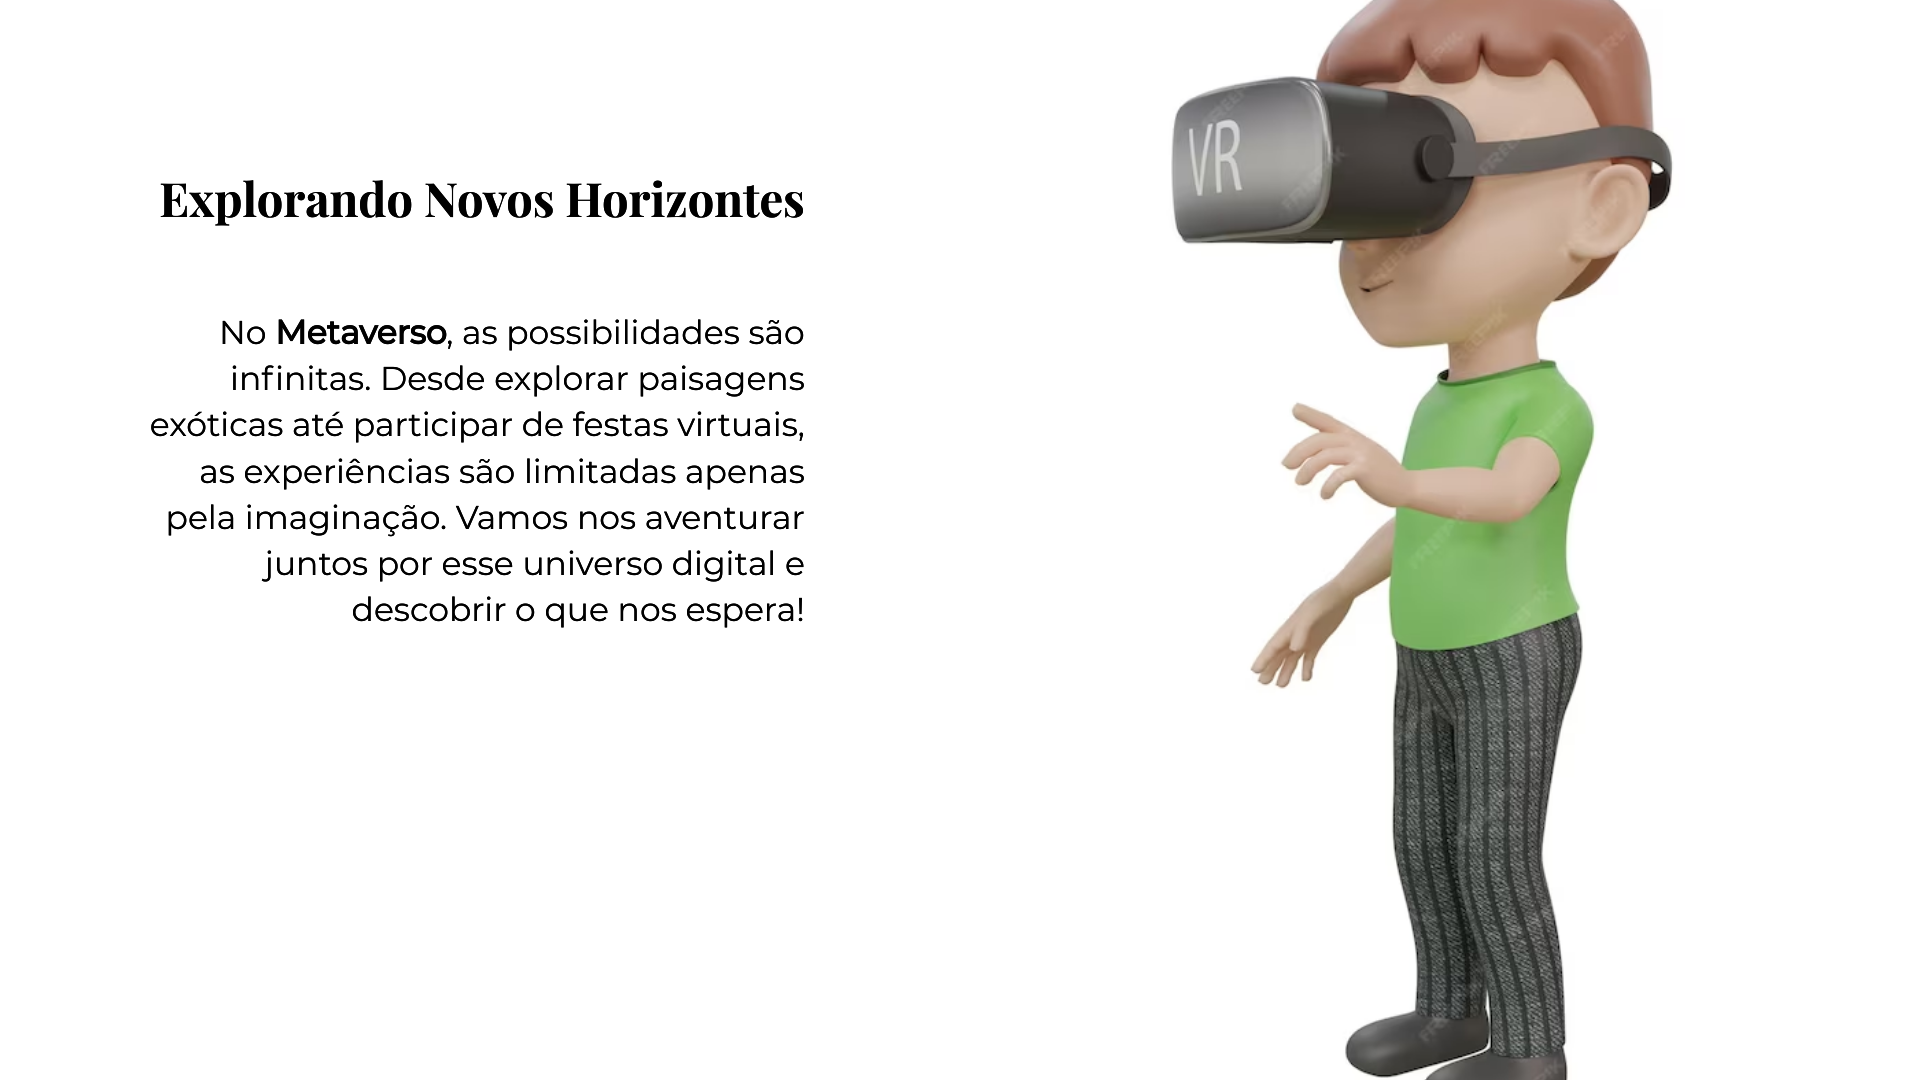 Explorando Novos Horizontes
No Metaverso, as possibilidades são
infinitas. Desde explorar paisagens
exóticas até participar de festas virtuais,
as experiências são limitadas apenas
pela imaginação. Vamos nos aventurar
juntos por esse universo digital e
descobrir o que nos espera!
VR